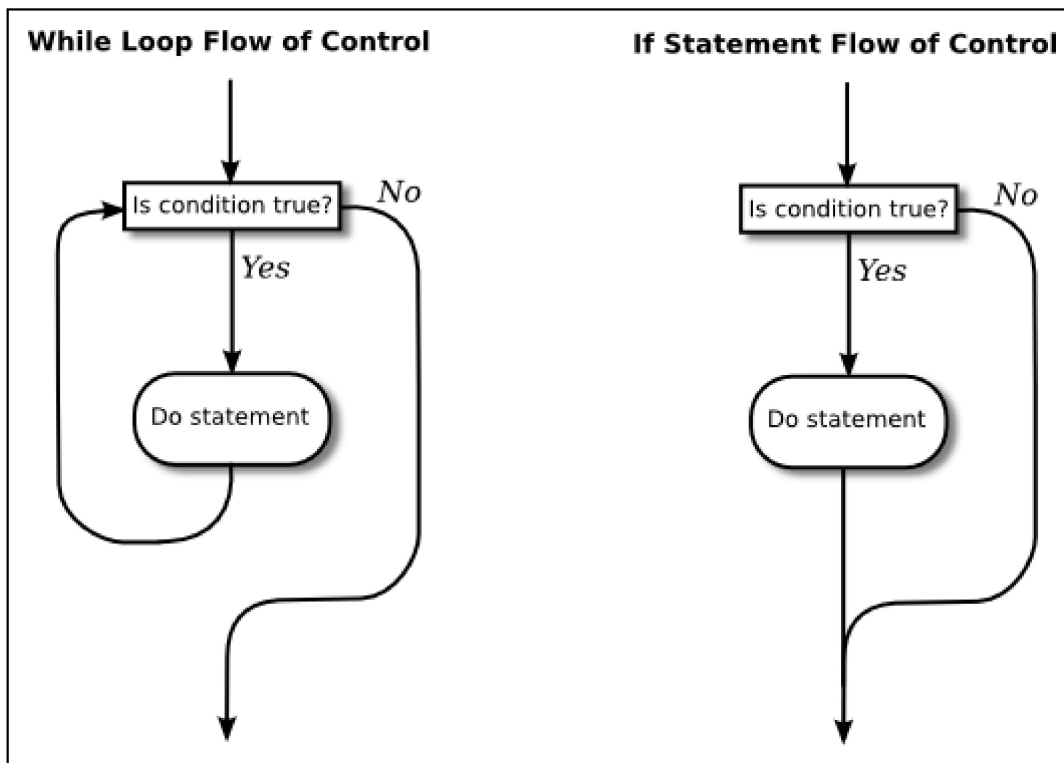 While Loop Flow of Control
Is condition true?
No
Yes
Do statement
If Statement Flow of Control
Is condition true?
No
Yes
Do statement